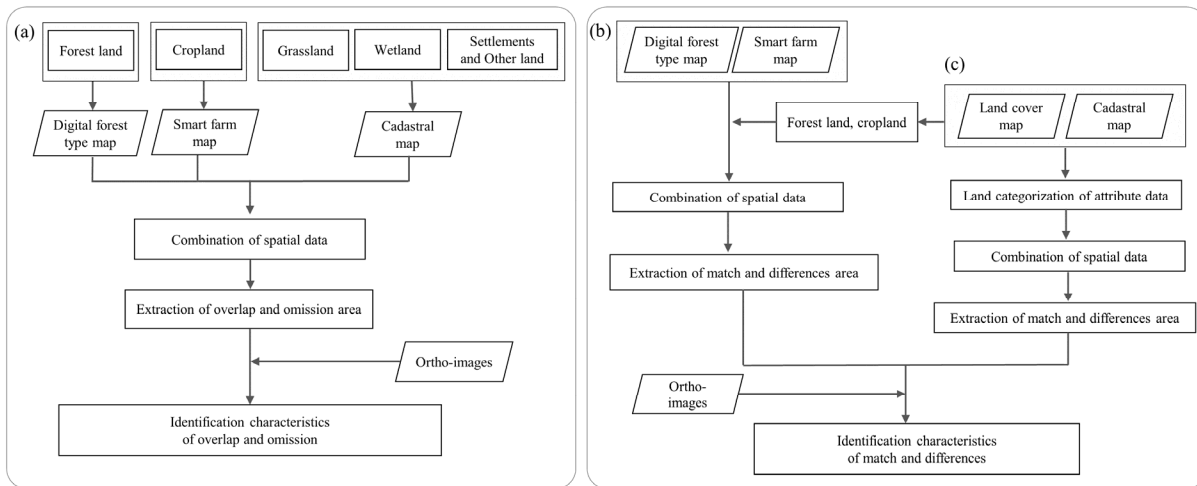 (a)
Forest land
Cropland
Grassland
Wetland
Settlements
and Other land
Digital forest
type map
Smart farm
map
Cadastral
map
Combination of spatial data
Extraction of overlap and omission area
Ortho-images
Identification characteristics
of overlap and omission
(b)
Digital forest
type map
Smart farm
map
(c)
Forest land, cropland
Land cover
map
Cadastral
map
Combination of spatial data
Land categorization of attribute data
Extraction of match and differences area
Combination of spatial data
Extraction of match and differences area
Ortho-
images
Identification characteristics
of match and differences